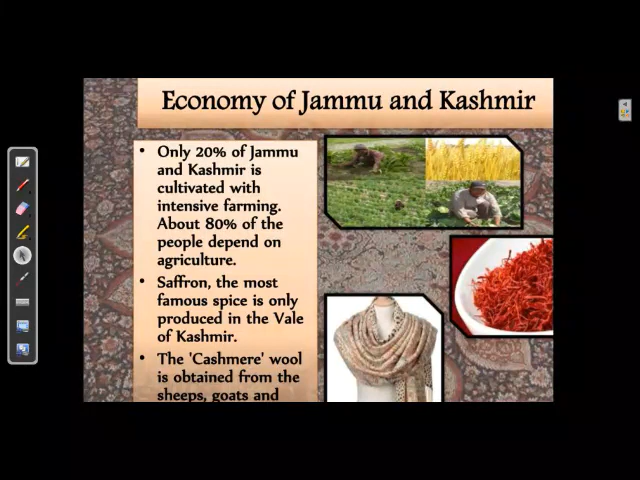 Economy of Jammu and Kashmir
• Only 20% of Jammu
and Kashmir is
cultivated with
intensive farming.
About 80% of the
people depend on
agriculture.
• Saffron, the most
famous spice is only
produced in the Vale
of Kashmir.
• The 'Cashmere' wool
is obtained from the
sheeps, goats and